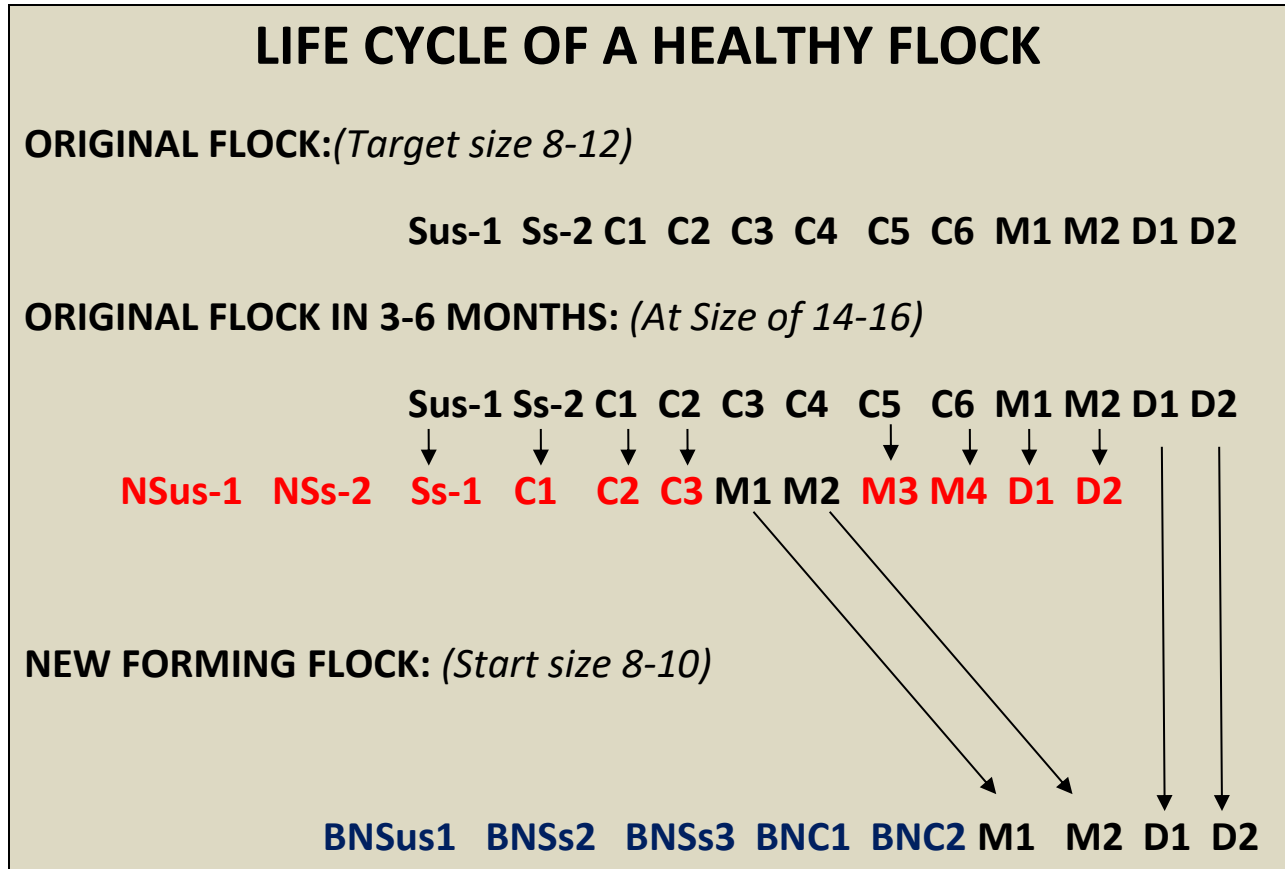 LIFE CYCLE OF A HEALTHY FLOCK
ORIGINAL FLOCK:(Target size 8-12)
Sus-1 Ss-2 C1 C2 C3 C4 C5 C6 M1 M2 D1 D2
ORIGINAL FLOCK IN 3-6 MONTHS: (At Size of 14-16)
Sus-1 Ss-2 C1 C2 C3 C4 C5 C6 M1 M2 D1 D2
NSus-1 NSs-2 Ss-1 C1 C2 C3 M1 M2 M3 M4 D1 D2
NEW FORMING FLOCK: (Start size 8-10)
BNSus1 BNSs2 BNSs3 BNC1 BNC2 M1 M2 D1 D2